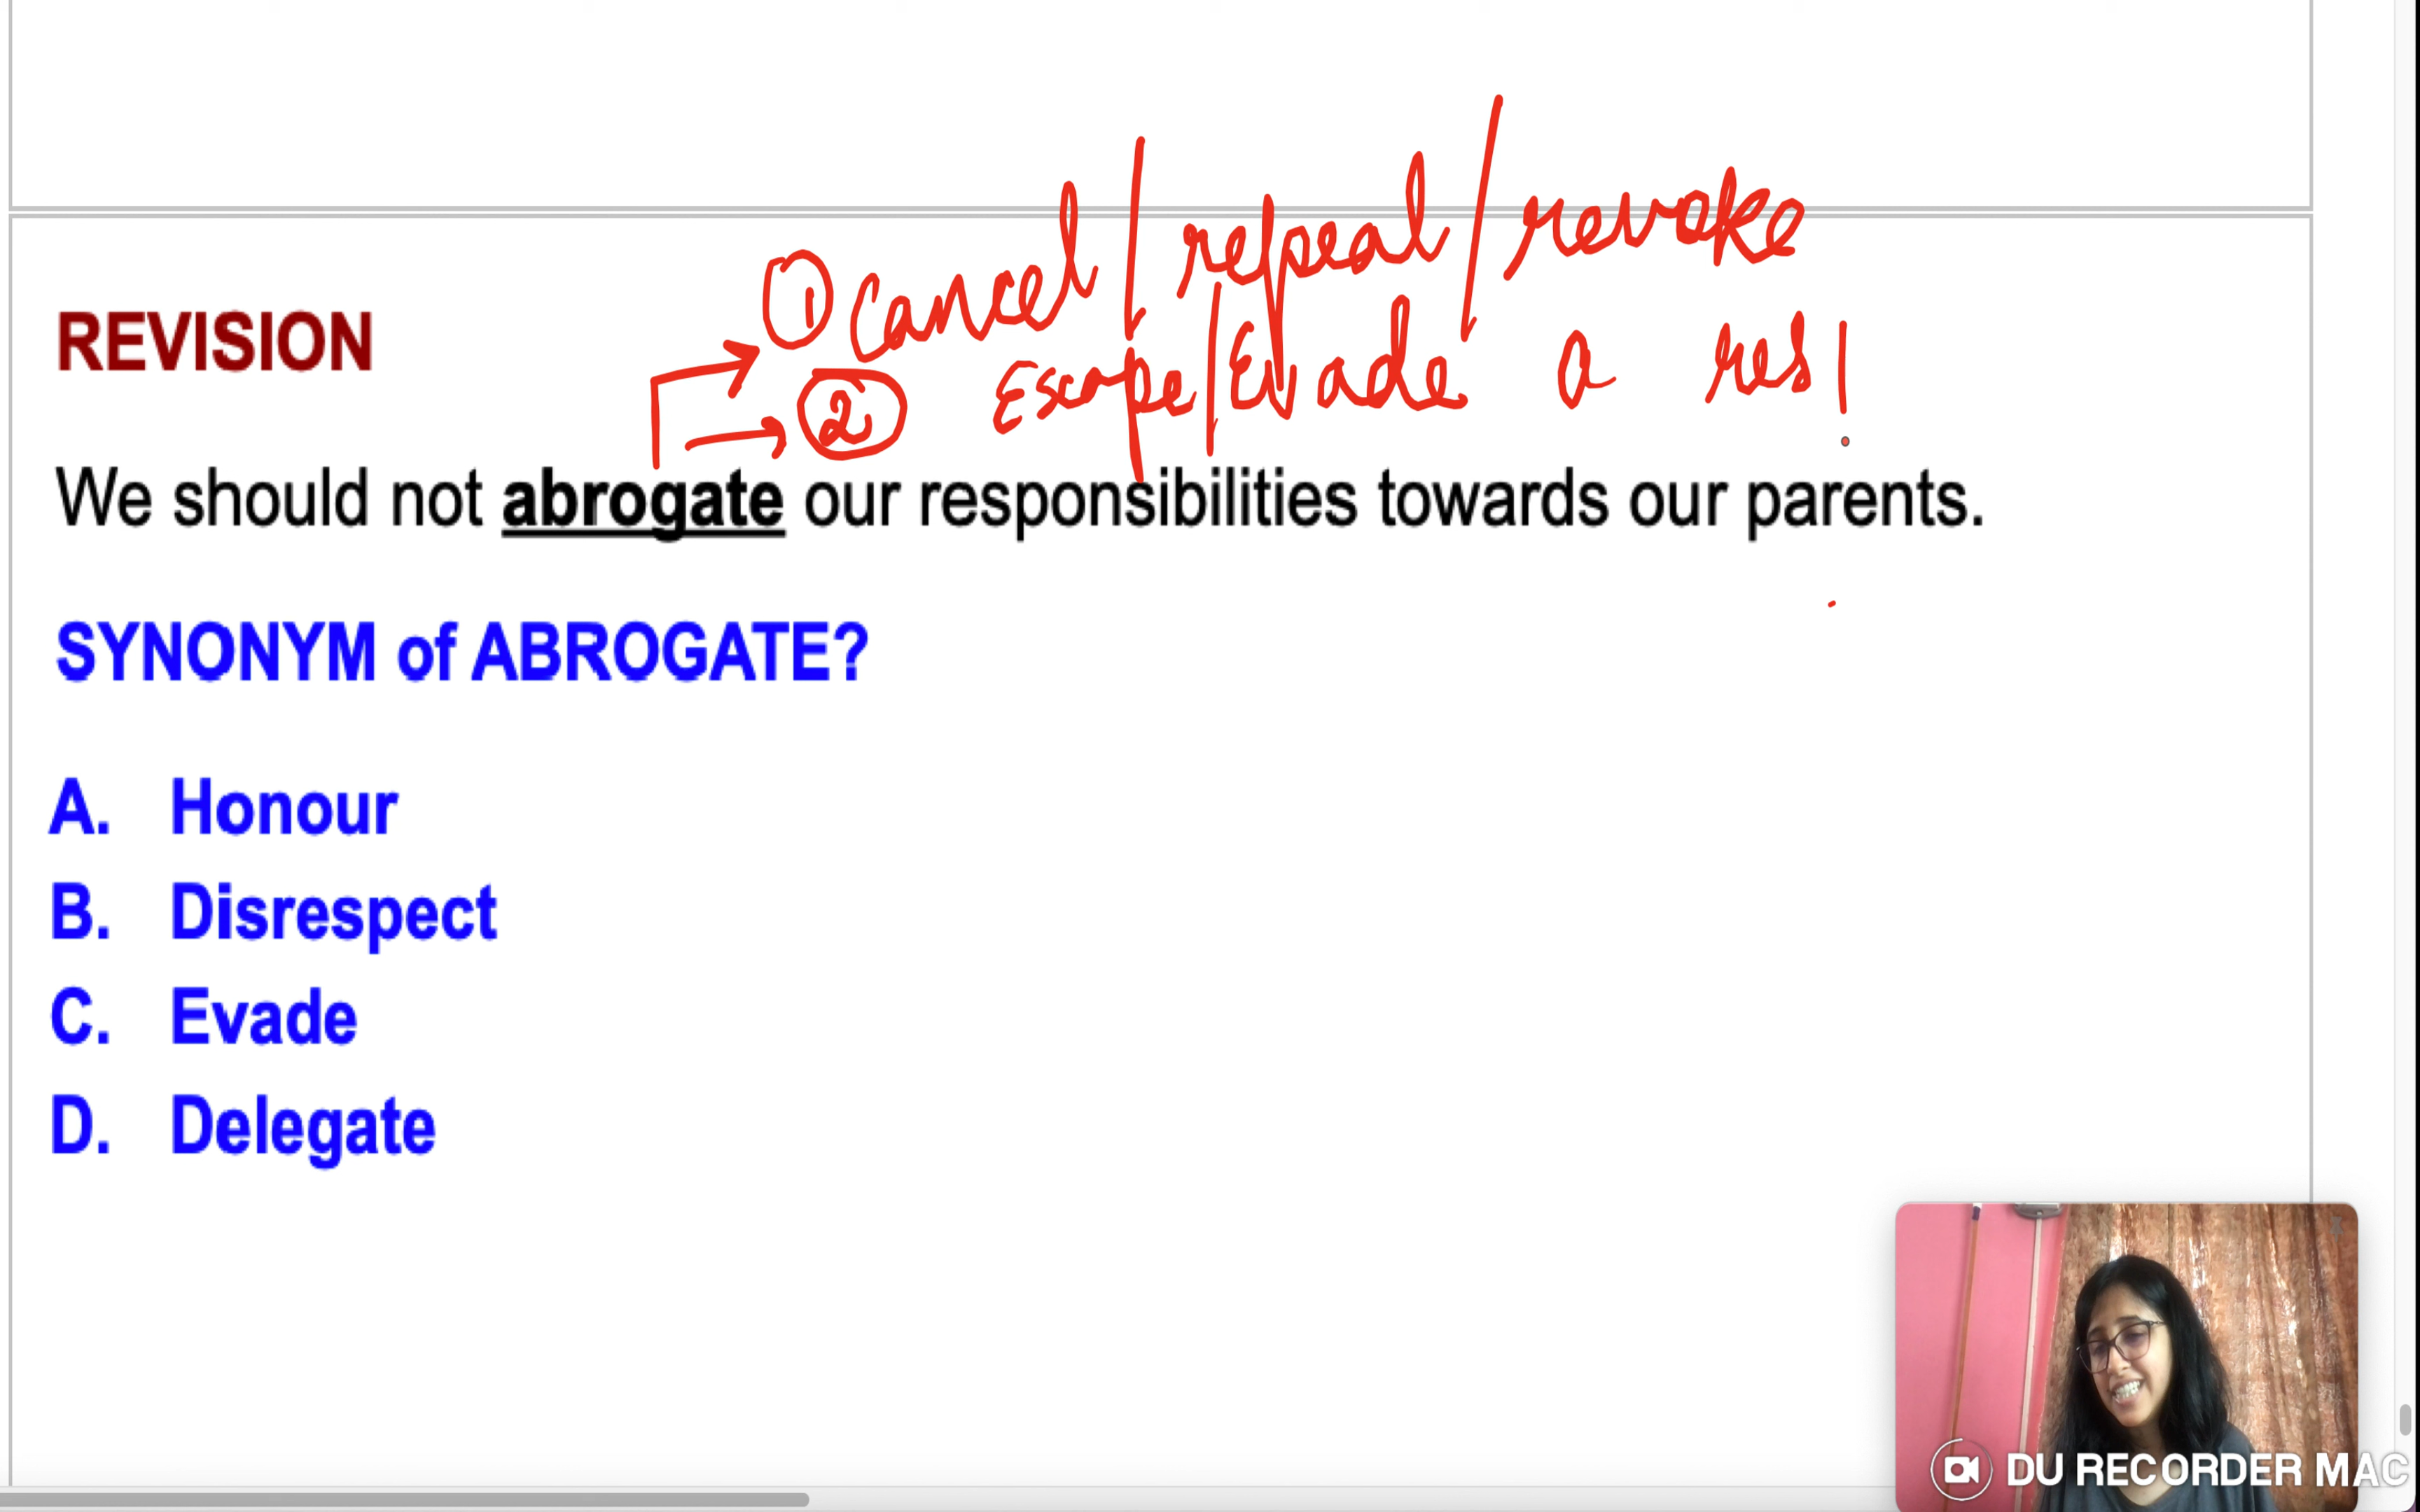 ① Cancel / repeal / revoke
REVISION
② Escape / Evade a res
We should not abrogate our responsibilities towards our parents.
SYNONYM of ABROGATE?
A. Honour
B. Disrespect
C. Evade
D. Delegate
DU RECORDER MAC